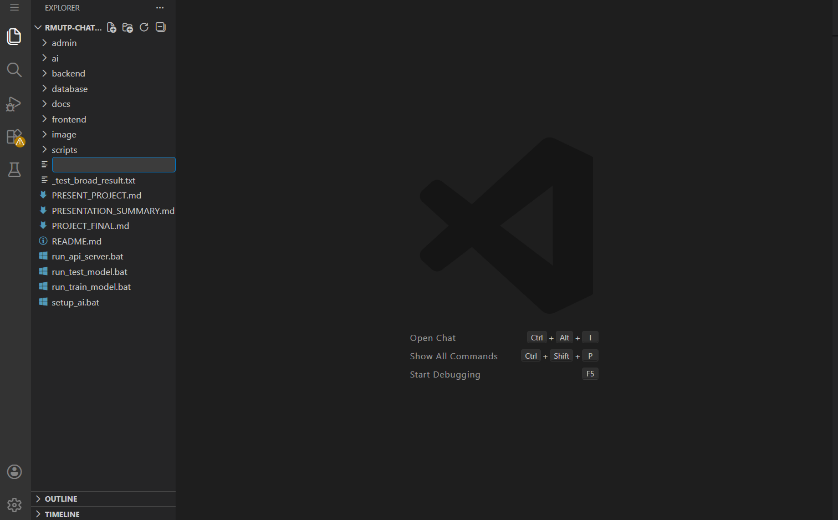 EXPLORER
RMUTP-CHAT...
admin
ai
backend
database
docs
frontend
image
scripts
_test_broad_result.txt
PRESENT_PROJECT.md
PRESENTATION_SUMMARY.md
PROJECT_FINAL.md
README.md
run_api_server.bat
run_test_model.bat
run_train_model.bat
setup_ai.bat
Open Chat Ctrl + Alt + I
Show All Commands Ctrl + Shift + P
Start Debugging F5
OUTLINE
TIMELINE